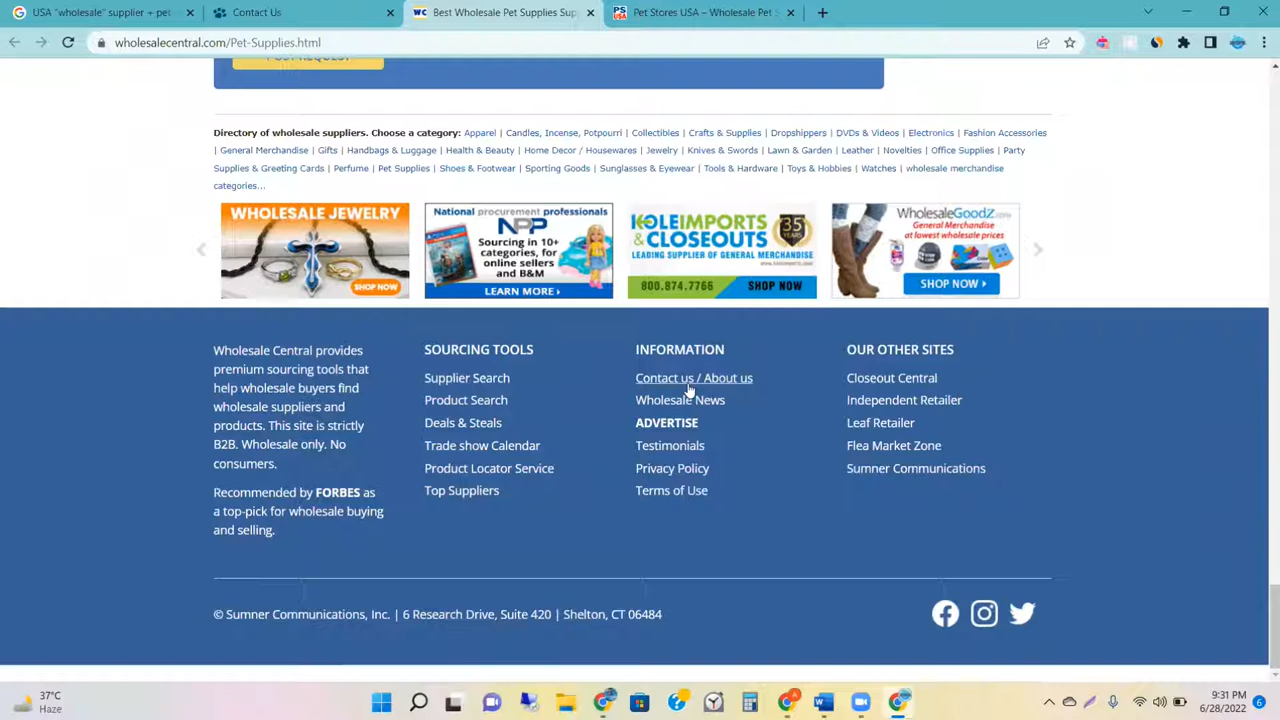 USA "wholesale" supplier + pet
Contact Us
Best Wholesale Pet Supplies Sup
Pet Stores USA – Wholesale Pet S
wholesalecentral.com/Pet-Supplies.html
Directory of wholesale suppliers. Choose a category: Apparel | Candles, Incense, Potpourri | Collectibles | Crafts & Supplies | Dropshippers | DVDs & Videos | Electronics | Fashion Accessories
| General Merchandise | Gifts | Handbags & Luggage | Health & Beauty | Home Decor / Housewares | Jewelry | Knives & Swords | Lawn & Garden | Leather | Novelties | Office Supplies | Party
Supplies & Greeting Cards | Perfume | Pet Supplies | Shoes & Footwear | Sporting Goods | Sunglasses & Eyewear | Tools & Hardware | Toys & Hobbies | Watches | wholesale merchandise
categories...
WHOLESALE JEWELRY
SHOP NOW ›
National procurement professionals
NPP
Sourcing in 10+
categories, for
online sellers
and B&M
LEARN MORE ›
KOLEIMPORTS
& CLOSEOUTS
35
YEARS
LEADING SUPPLIER OF GENERAL MERCHANDISE
800.874.7766
SHOP NOW ›
WholesaleGoodz.com
General Merchandise
at lowest wholesale prices
SHOP NOW ›
Wholesale Central provides
premium sourcing tools that
help wholesale buyers find
wholesale suppliers and
products. This site is strictly
B2B. Wholesale only. No
consumers.
Recommended by FORBES as
a top-pick for wholesale buying
and selling.
SOURCING TOOLS
Supplier Search
Product Search
Deals & Steals
Trade show Calendar
Product Locator Service
Top Suppliers
INFORMATION
Contact us / About us
Wholesale News
ADVERTISE
Testimonials
Privacy Policy
Terms of Use
OUR OTHER SITES
Closeout Central
Independent Retailer
Leaf Retailer
Flea Market Zone
Sumner Communications
© Sumner Communications, Inc. | 6 Research Drive, Suite 420 | Shelton, CT 06484
37°C
Haze
9:31 PM
6/28/2022
6